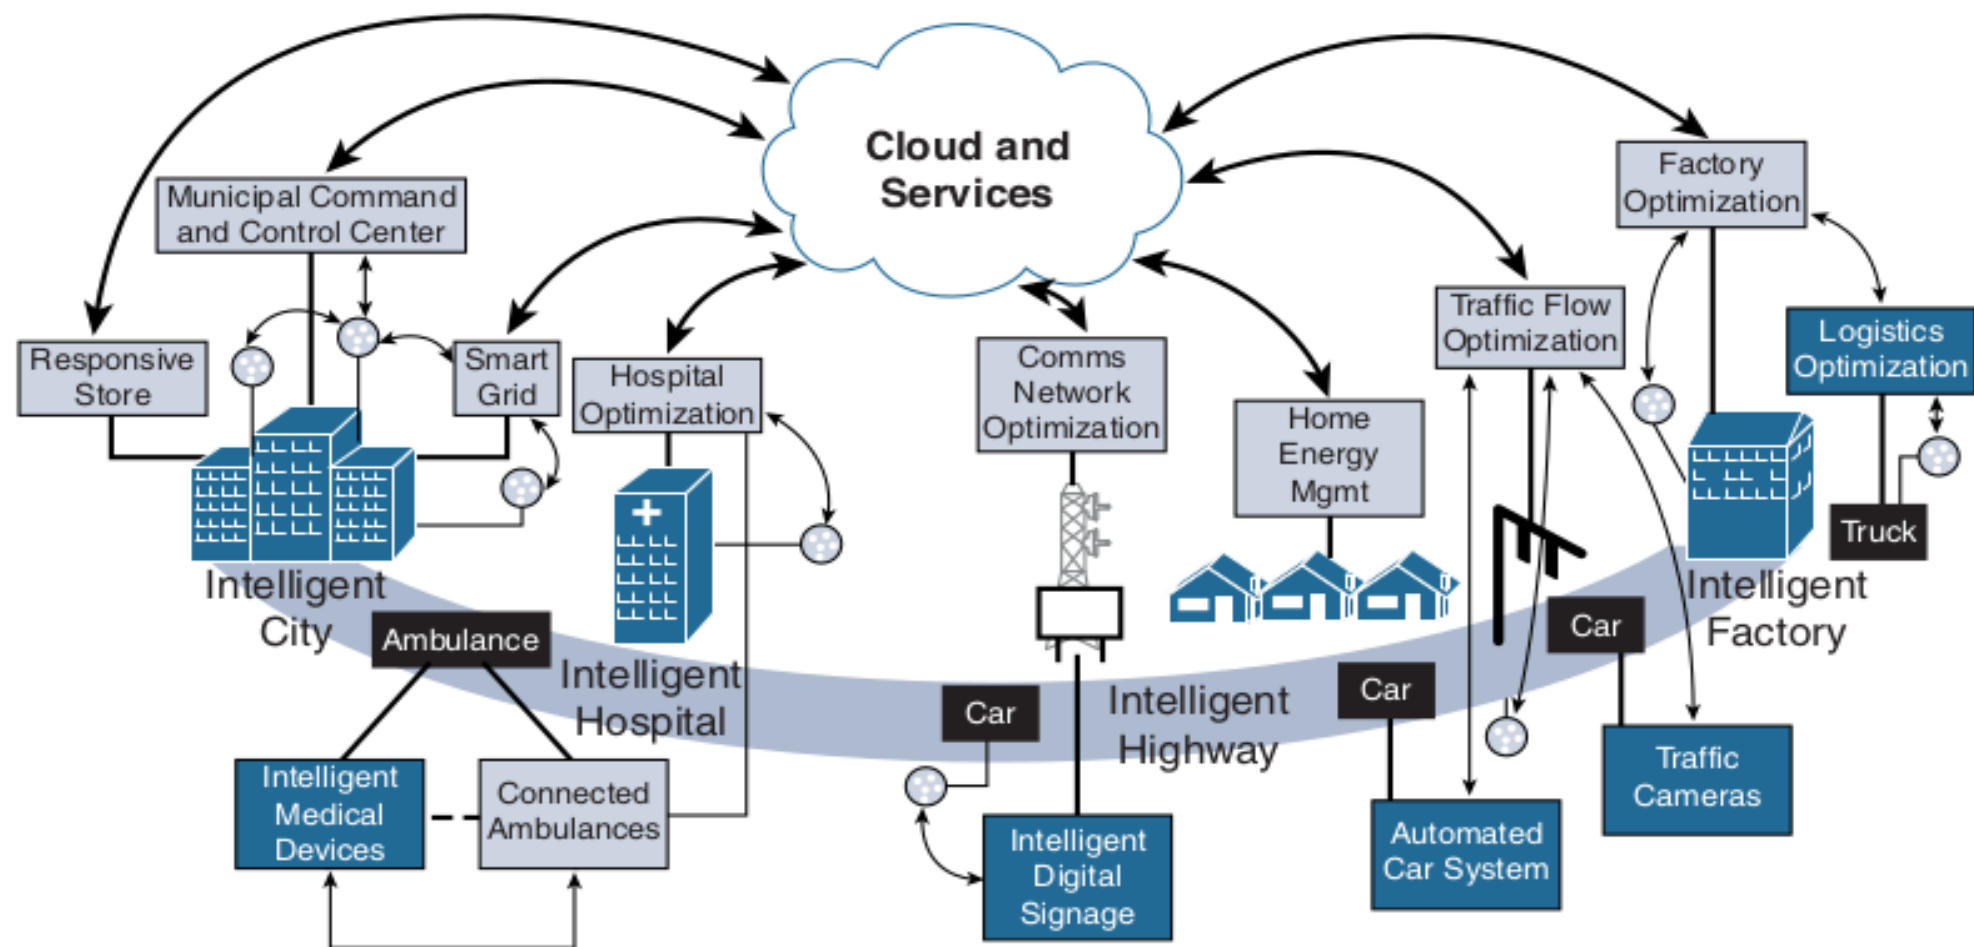 Cloud and
Services
Municipal Command
and Control Center
Responsive
Store
Smart
Grid
Hospital
Optimization
Comms
Network
Optimization
Home
Energy
Mgmt
Traffic Flow
Optimization
Factory
Optimization
Logistics
Optimization
Truck
Intelligent
City
Ambulance
Intelligent
Hospital
Car
Intelligent
Highway
Car
Car
Intelligent
Factory
Intelligent
Medical
Devices
Connected
Ambulances
Intelligent
Digital
Signage
Automated
Car System
Traffic
Cameras